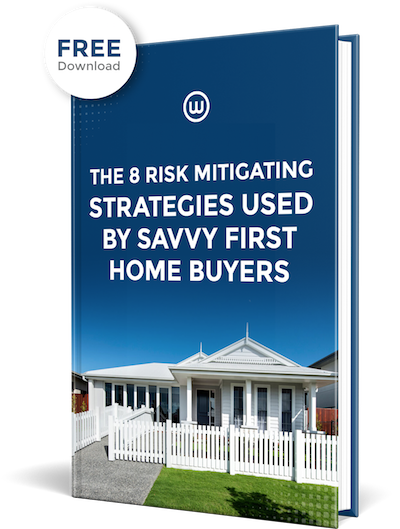 FREE
Download
W
THE 8 RISK MITIGATING
STRATEGIES USED
BY SAVVY FIRST
HOME BUYERS